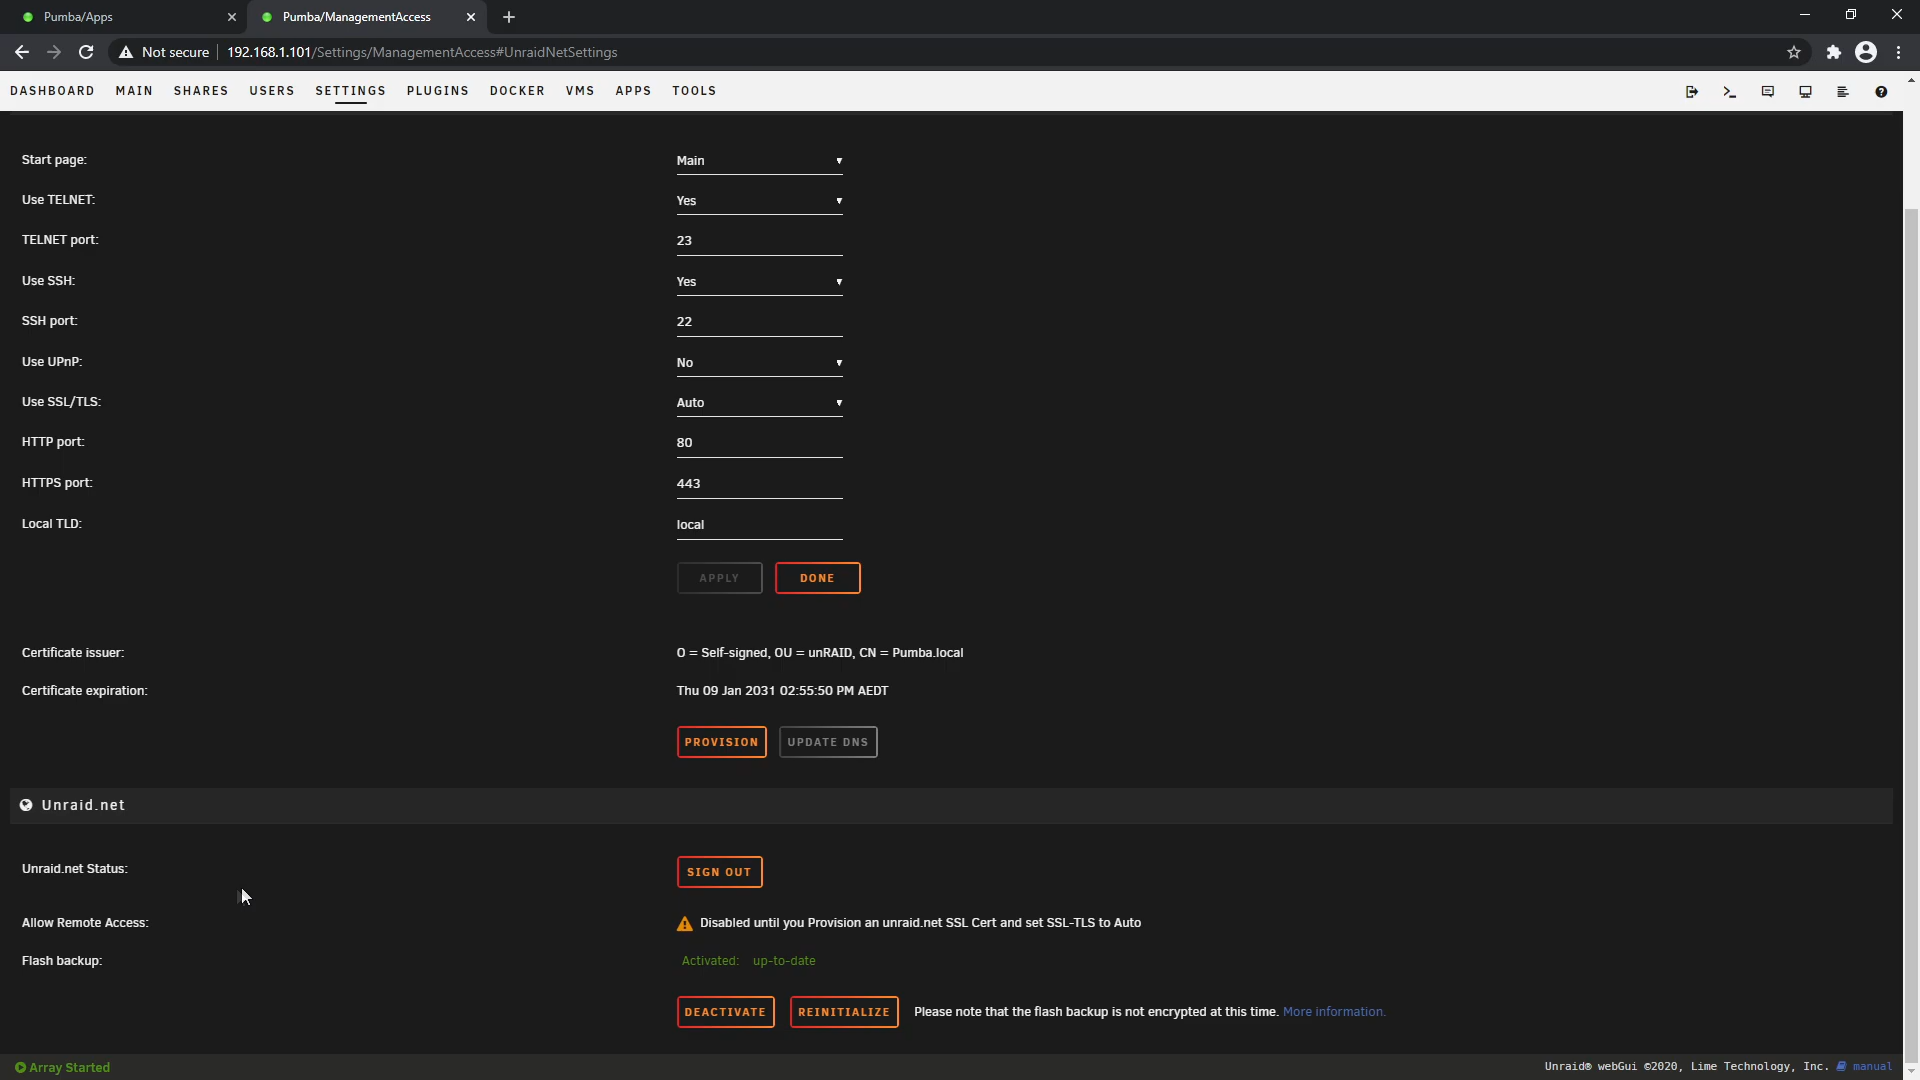 Pumba/Apps
Pumba/ManagementAccess
Not secure
192.168.1.101/Settings/ManagementAccess#UnraidNetSettings
DASHBOARD MAIN SHARES USERS SETTINGS PLUGINS DOCKER VMS APPS TOOLS
Start page: Main
Use TELNET: Yes
TELNET port: 23
Use SSH: Yes
SSH port: 22
Use UPnP: No
Use SSL/TLS: Auto
HTTP port: 80
HTTPS port: 443
Local TLD: local
APPLY DONE
Certificate issuer: O = Self-signed, OU = unRAID, CN = Pumba.local
Certificate expiration: Thu 09 Jan 2031 02:55:50 PM AEDT
PROVISION UPDATE DNS
Unraid.net
Unraid.net Status: SIGN OUT
Allow Remote Access: Disabled until you Provision an unraid.net SSL Cert and set SSL-TLS to Auto
Flash backup: Activated: up-to-date
DEACTIVATE REINITIALIZE Please note that the flash backup is not encrypted at this time. More information.
Array Started
Unraid® webGui ©2020, Lime Technology, Inc. manual